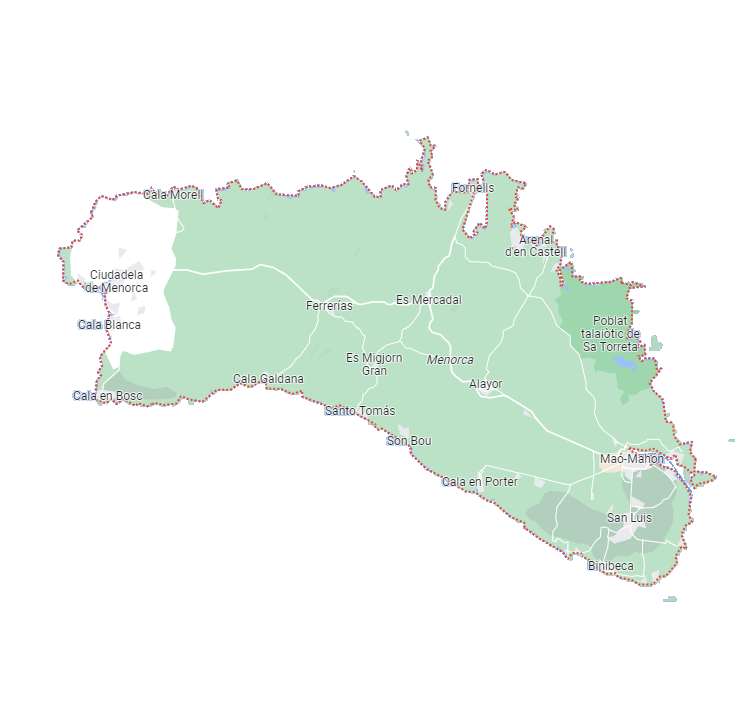 Fornells
Cala Morell
Arenal
d'en Castell
Ciudadela
de Menorca
Es Mercadal
Ferrerías
Cala Blanca
Poblat
talaiòtic de
Sa Torreta
Es Migjorn
Gran
Menorca
Cala Galdana
Alayor
Cala en Bosc
Santo Tomás
Son Bou
Maó-Mahón
Cala en Porter
San Luis
Binibeca